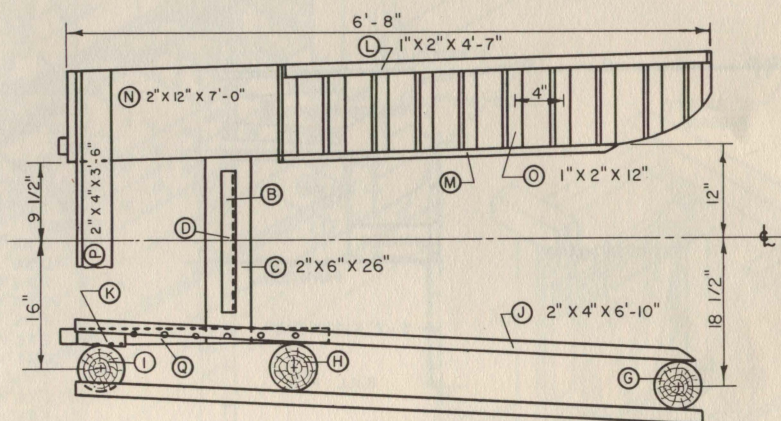 6'-8"
L 1"X2"X4'-7"
N 2"X12"X7'-0"
4"
9 1/2"
2"X4"X3'-6"
B
M
O 1"X2"X12"
12"
D
P
C 2"X6"X26"
℄
16"
K
J 2"X4"X6'-10"
18 1/2"
I
Q
H
G